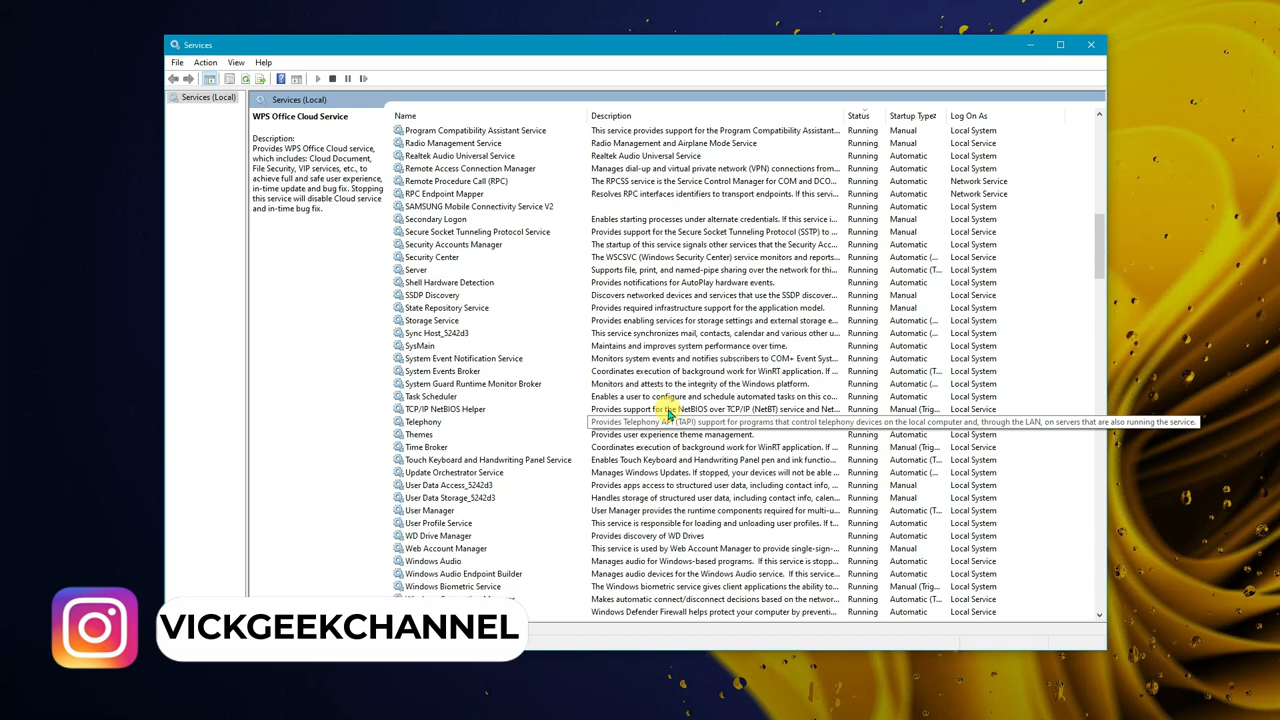 Services
File Action View Help
Services (Local)
Services (Local)
WPS Office Cloud Service
Description:
Provides WPS Office Cloud service,
which includes: Cloud Document,
File Security, VIP services, etc., to
achieve full and safe user experience,
in-time update and bug fix. Stopping
this service will disable Cloud service
and in-time bug fix.
Name Description Status Startup Type Log On As
Program Compatibility Assistant Service This service provides support for the Program Compatibility Assistant... Running Manual Local System
Radio Management Service Radio Management and Airplane Mode Service Running Manual Local Service
Realtek Audio Universal Service Realtek Audio Universal Service Running Automatic Local System
Remote Access Connection Manager Manages dial-up and virtual private network (VPN) connections from... Running Automatic Local System
Remote Procedure Call (RPC) The RPCSS service is the Service Control Manager for COM and DCO... Running Automatic Network Service
RPC Endpoint Mapper Resolves RPC interfaces identifiers to transport endpoints. If this servi... Running Automatic Network Service
SAMSUNG Mobile Connectivity Service V2 Running Automatic Local System
Secondary Logon Enables starting processes under alternate credentials. If this service i... Running Manual Local System
Secure Socket Tunneling Protocol Service Provides support for the Secure Socket Tunneling Protocol (SSTP) to ... Running Manual Local Service
Security Accounts Manager The startup of this service signals other services that the Security Acc... Running Automatic Local System
Security Center The WSCSVC (Windows Security Center) service monitors and reports... Running Automatic (... Local Service
Server Supports file, print, and named-pipe sharing over the network for thi... Running Automatic (T... Local System
Shell Hardware Detection Provides notifications for AutoPlay hardware events. Running Automatic Local System
SSDP Discovery Discovers networked devices and services that use the SSDP discover... Running Manual Local Service
State Repository Service Provides required infrastructure support for the application model. Running Manual Local System
Storage Service Provides enabling services for storage settings and external storage e... Running Automatic (... Local System
Sync Host_5242d3 This service synchronizes mail, contacts, calendar and various other u... Running Automatic (... Local System
SysMain Maintains and improves system performance over time. Running Automatic Local System
System Event Notification Service Monitors system events and notifies subscribers to COM+ Event Syst... Running Automatic Local System
System Events Broker Coordinates execution of background work for WinRT application. If ... Running Automatic (T... Local System
System Guard Runtime Monitor Broker Monitors and attests to the integrity of the Windows platform. Running Automatic (... Local System
Task Scheduler Enables a user to configure and schedule automated tasks on this co... Running Automatic Local System
TCP/IP NetBIOS Helper Provides support for the NetBIOS over TCP/IP (NetBT) service and Net... Running Manual (Trig... Local Service
Telephony Provides Telephony API (TAPI) support for programs that control telephony devices on the local computer and, through the LAN, on servers that are also running the service.
Themes Provides user experience theme management. Running Automatic Local System
Time Broker Coordinates execution of background work for WinRT application. If ... Running Manual (Trig... Local Service
Touch Keyboard and Handwriting Panel Service Enables Touch Keyboard and Handwriting Panel pen and ink functio... Running Manual (Trig... Local System
Update Orchestrator Service Manages Windows Updates. If stopped, your devices will not be able ... Running Automatic (... Local System
User Data Access_5242d3 Provides apps access to structured user data, including contact info, ... Running Manual Local System
User Data Storage_5242d3 Handles storage of structured user data, including contact info, calen... Running Manual Local System
User Manager User Manager provides the runtime components required for multi-u... Running Automatic (T... Local System
User Profile Service This service is responsible for loading and unloading user profiles. If t... Running Automatic Local System
WD Drive Manager Provides discovery of WD Drives Running Automatic Local System
Web Account Manager This service is used by Web Account Manager to provide single-sign-... Running Manual Local System
Windows Audio Manages audio for Windows-based programs. If this service is stopp... Running Automatic Local Service
Windows Audio Endpoint Builder Manages audio devices for the Windows Audio service. If this service... Running Automatic Local System
Windows Biometric Service The Windows biometric service gives client applications the ability to... Running Manual (Trig... Local System
Makes automatic connect/disconnect decisions based on the netwo... Running Automatic (T... Local Service
Windows Defender Firewall helps protect your computer by preventi... Running Automatic Local Service
VICKGEEKCHANNEL